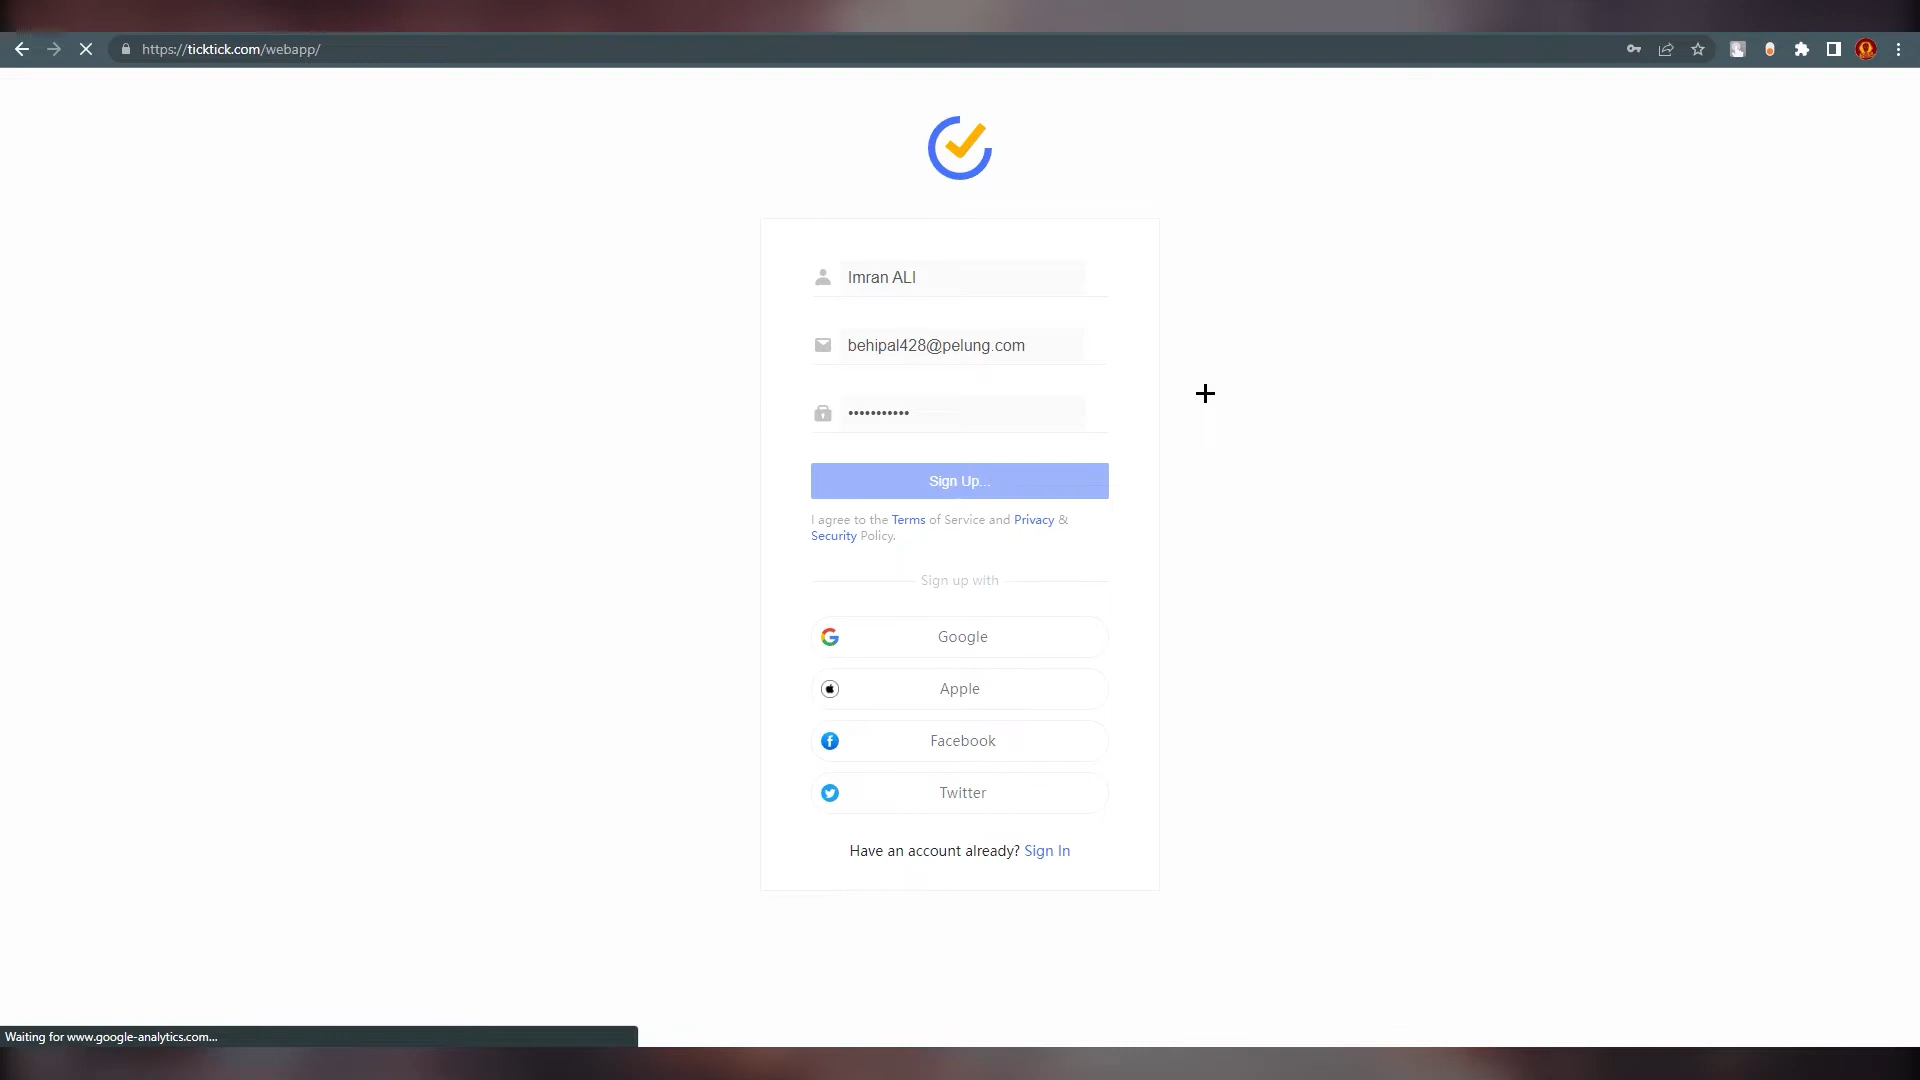 https://ticktick.com/webapp/
Imran ALI
behipal428@pelung.com
•••••••••••
Sign Up...
I agree to the Terms of Service and Privacy &
Security Policy.
Sign up with
Google
Apple
Facebook
Twitter
Have an account already? Sign In
Waiting for www.google-analytics.com...